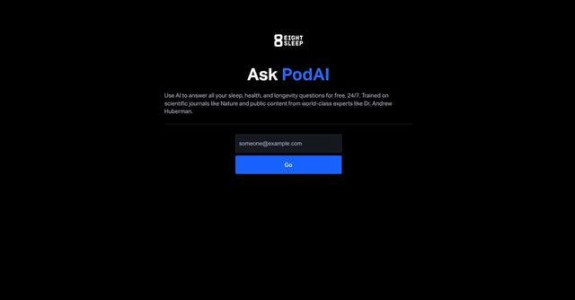 8 EIGHT
SLEEP
Ask PodAI
Use AI to answer all your sleep, health, and longevity questions for free, 24/7. Trained on
scientific journals like Nature and public content from world-class experts like Dr. Andrew
Huberman.
someone@example.com
Go